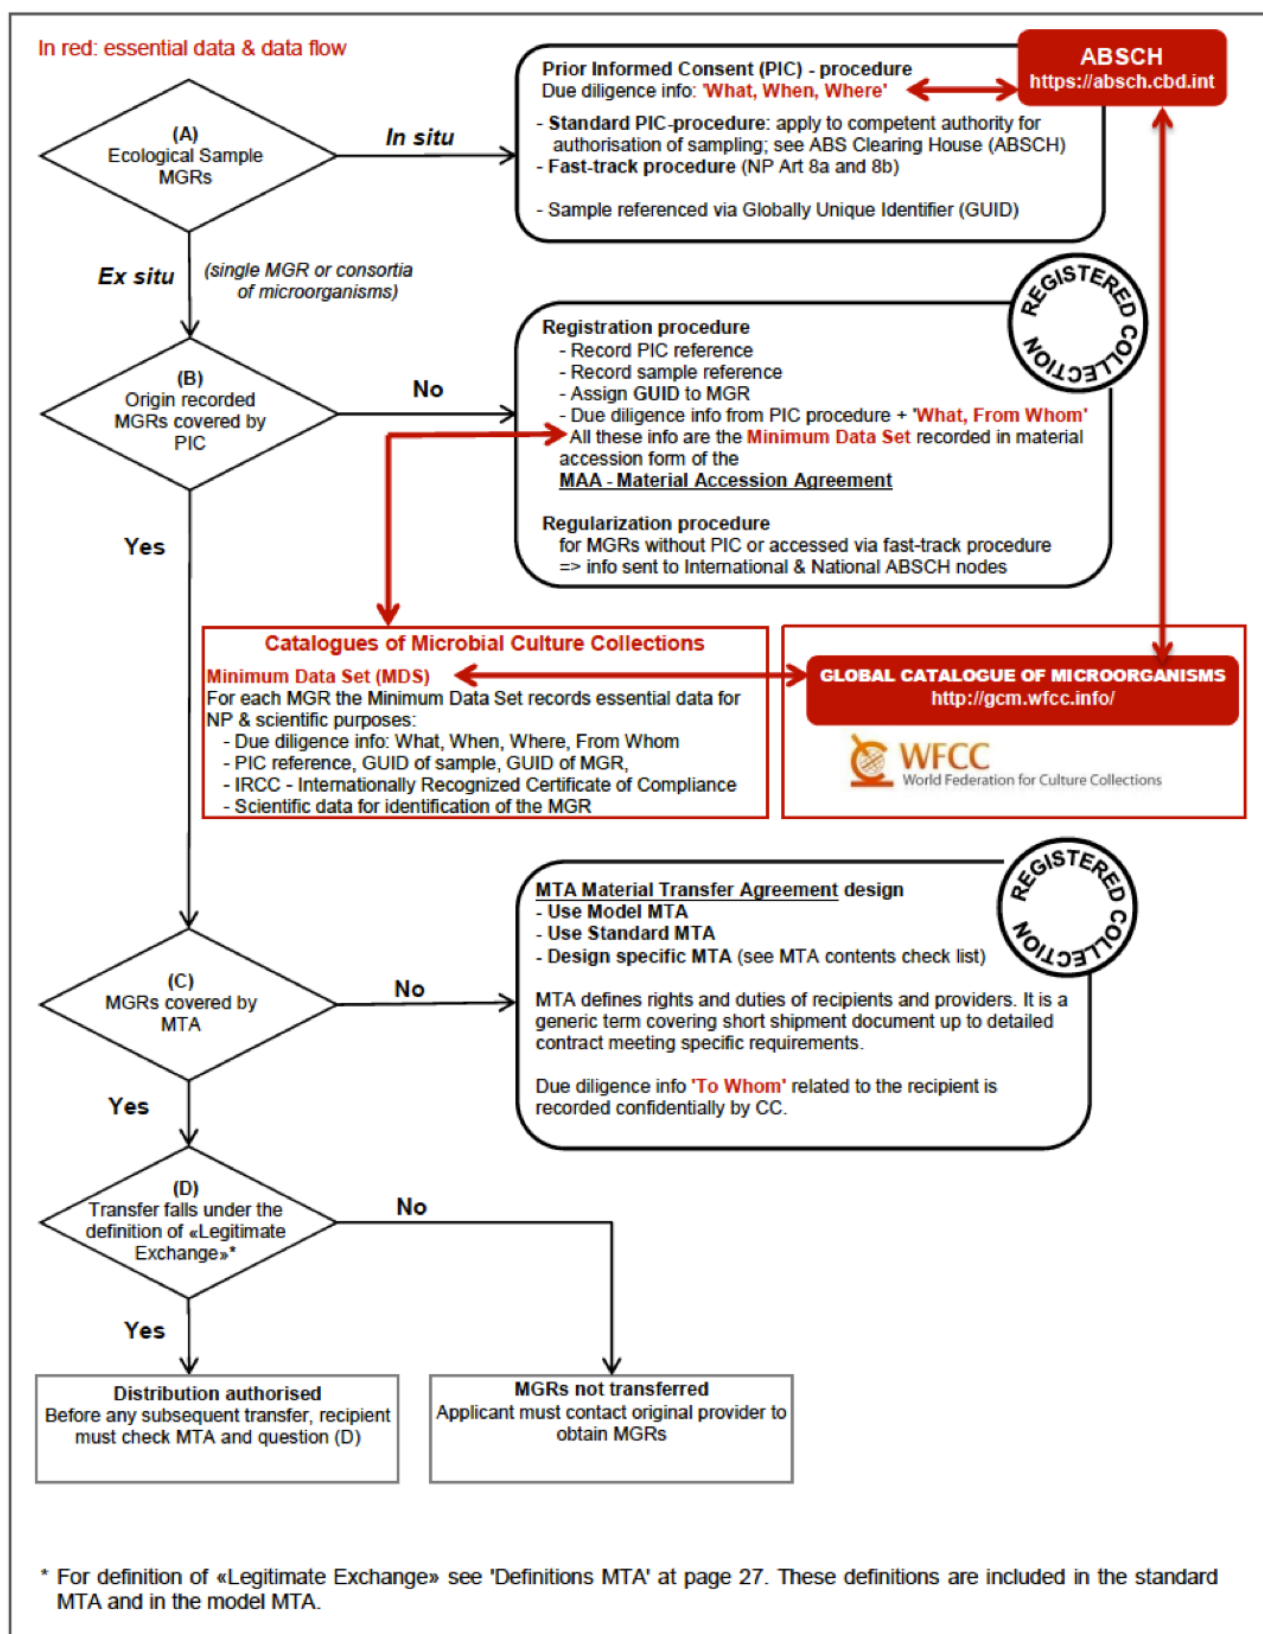 In red: essential data & data flow
(A)
Ecological Sample
MGRs
In situ
Prior Informed Consent (PIC) - procedure
Due diligence info: 'What, When, Where'
- Standard PIC-procedure: apply to competent authority for
authorisation of sampling; see ABS Clearing House (ABSCH)
- Fast-track procedure (NP Art 8a and 8b)
- Sample referenced via Globally Unique Identifier (GUID)
ABSCH
https://absch.cbd.int
Ex situ
(single MGR or consortia
of microorganisms)
(B)
Origin recorded
MGRs covered by
PIC
No
Registration procedure
- Record PIC reference
- Record sample reference
- Assign GUID to MGR
- Due diligence info from PIC procedure + 'What, From Whom'
All these info are the Minimum Data Set recorded in material
accession form of the
MAA - Material Accession Agreement
Regularization procedure
for MGRs without PIC or accessed via fast-track procedure
=> info sent to International & National ABSCH nodes
REGISTERED COLLECTION
Yes
Catalogues of Microbial Culture Collections
Minimum Data Set (MDS)
For each MGR the Minimum Data Set records essential data for
NP & scientific purposes:
- Due diligence info: What, When, Where, From Whom
- PIC reference, GUID of sample, GUID of MGR,
- IRCC - Internationally Recognized Certificate of Compliance
- Scientific data for identification of the MGR
GLOBAL CATALOGUE OF MICROORGANISMS
http://gcm.wfcc.info/
WFCC
World Federation for Culture Collections
(C)
MGRs covered by
MTA
No
MTA Material Transfer Agreement design
- Use Model MTA
- Use Standard MTA
- Design specific MTA (see MTA contents check list)
MTA defines rights and duties of recipients and providers. It is a
generic term covering short shipment document up to detailed
contract meeting specific requirements.
Due diligence info 'To Whom' related to the recipient is
recorded confidentially by CC.
REGISTERED COLLECTION
Yes
(D)
Transfer falls under the
definition of «Legitimate
Exchange»*
No
Yes
Distribution authorised
Before any subsequent transfer, recipient
must check MTA and question (D)
MGRs not transferred
Applicant must contact original provider to
obtain MGRs
* For definition of «Legitimate Exchange» see 'Definitions MTA' at page 27. These definitions are included in the standard
MTA and in the model MTA.